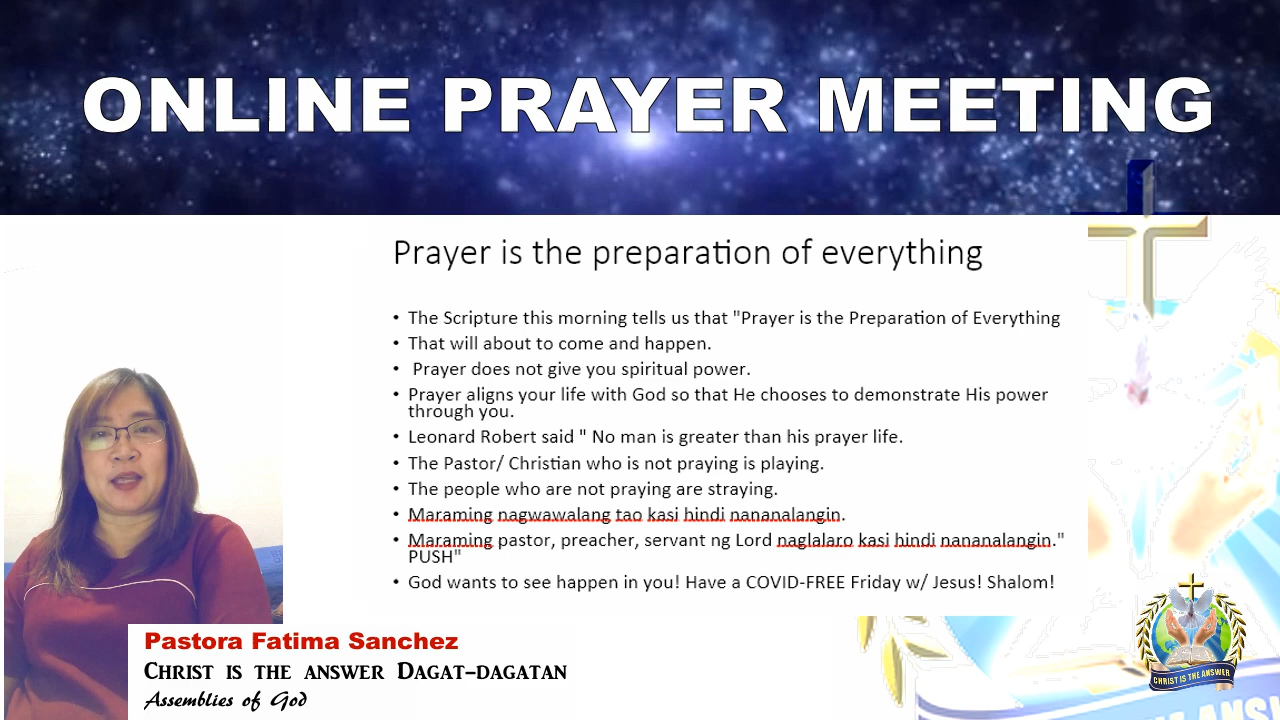 ONLINE PRAYER MEETING
Prayer is the preparation of everything
• The Scripture this morning tells us that "Prayer is the Preparation of Everything
• That will about to come and happen.
• Prayer does not give you spiritual power.
• Prayer aligns your life with God so that He chooses to demonstrate His power
through you.
• Leonard Robert said " No man is greater than his prayer life.
• The Pastor/ Christian who is not praying is playing.
• The people who are not praying are straying.
• Maraming nagwawalang tao kasi hindi nananalangin.
• Maraming pastor, preacher, servant ng Lord naglalaro kasi hindi nananalangin."
PUSH"
• God wants to see happen in you! Have a COVID-FREE Friday w/ Jesus! Shalom!
Pastora Fatima Sanchez
Christ is the answer Dagat-dagatan
Assemblies of God
CHRIST IS THE ANSWER